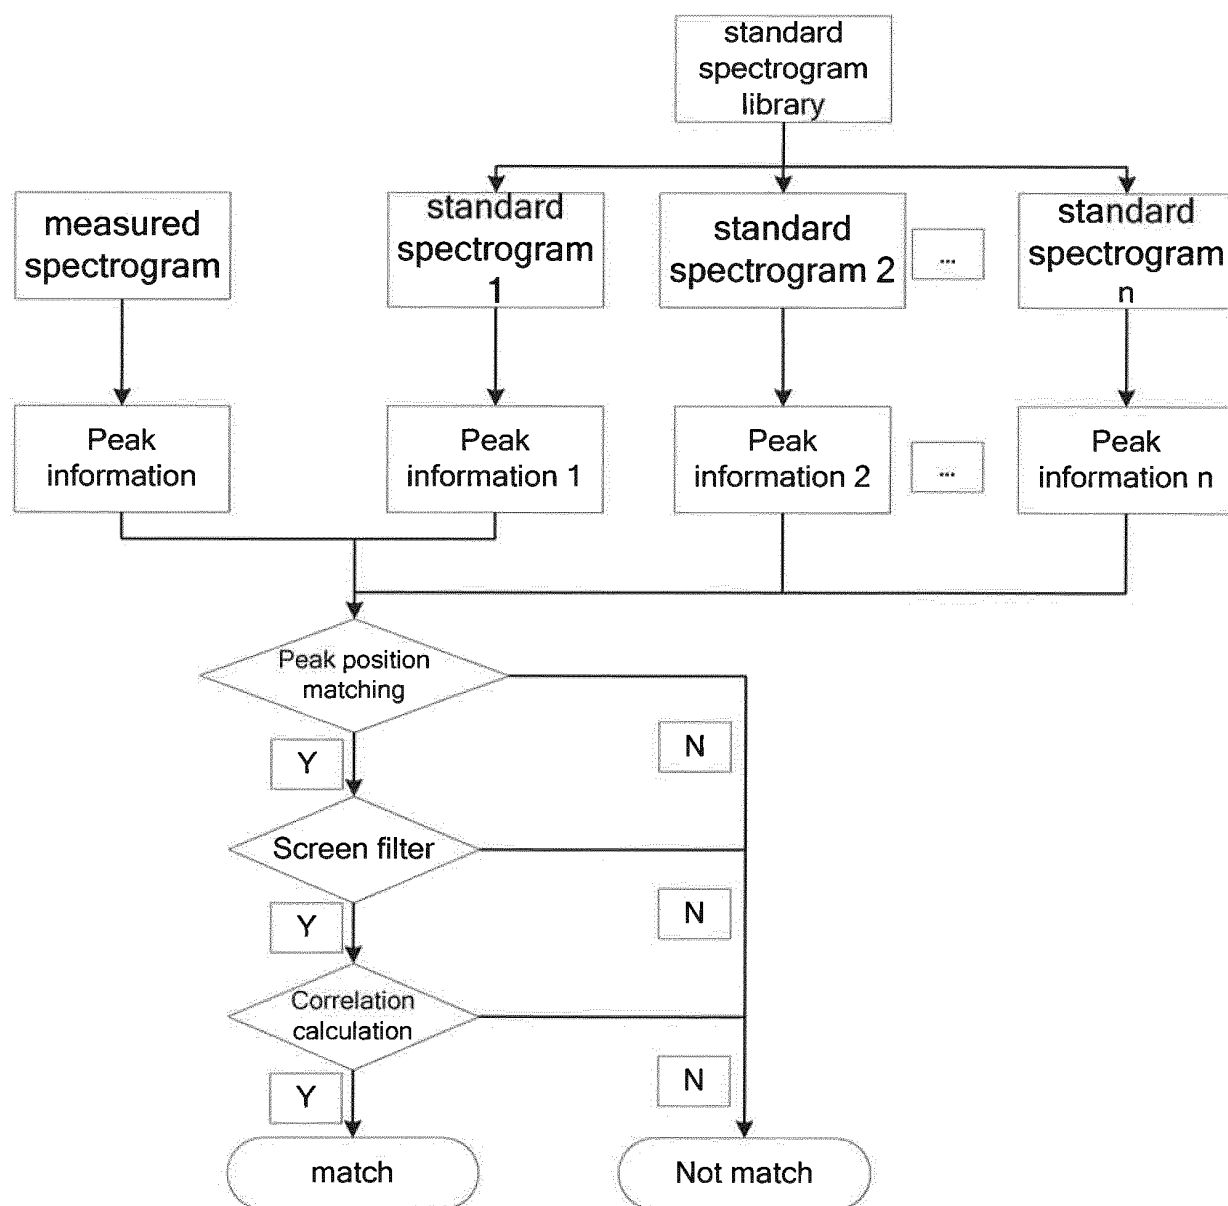 standard
spectrogram
library
measured
spectrogram
standard
spectrogram
1
standard
spectrogram 2
...
standard
spectrogram
n
Peak
information
Peak
information 1
Peak
information 2
...
Peak
information n
Peak position
matching
Y
N
Screen filter
Y
N
Correlation
calculation
Y
N
match
Not match